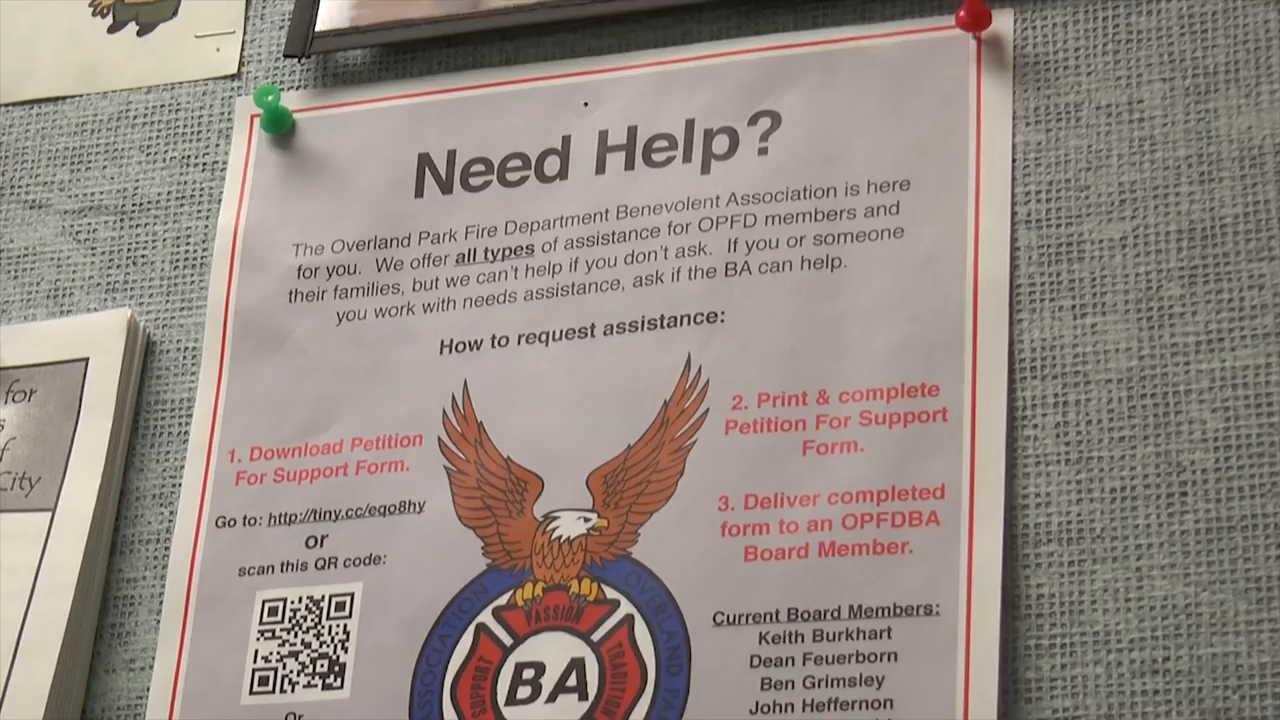 Need Help?
The Overland Park Fire Department Benevolent Association is here
for you. We offer all types of assistance for OPFD members and
their families, but we can't help if you don't ask. If you or someone
you work with needs assistance, ask if the BA can help.
How to request assistance:
1. Download Petition
For Support Form.
Go to: http://tiny.cc/eqo8hy
or
scan this QR code:
Or
2. Print & complete
Petition For Support
Form.
3. Deliver completed
form to an OPFDBA
Board Member.
Current Board Members:
Keith Burkhart
Dean Feuerborn
Ben Grimsley
John Heffernon
ASSOCIATION
OVERLAND PA
PASSION
SUPPORT
TRADITION
BA
for
City